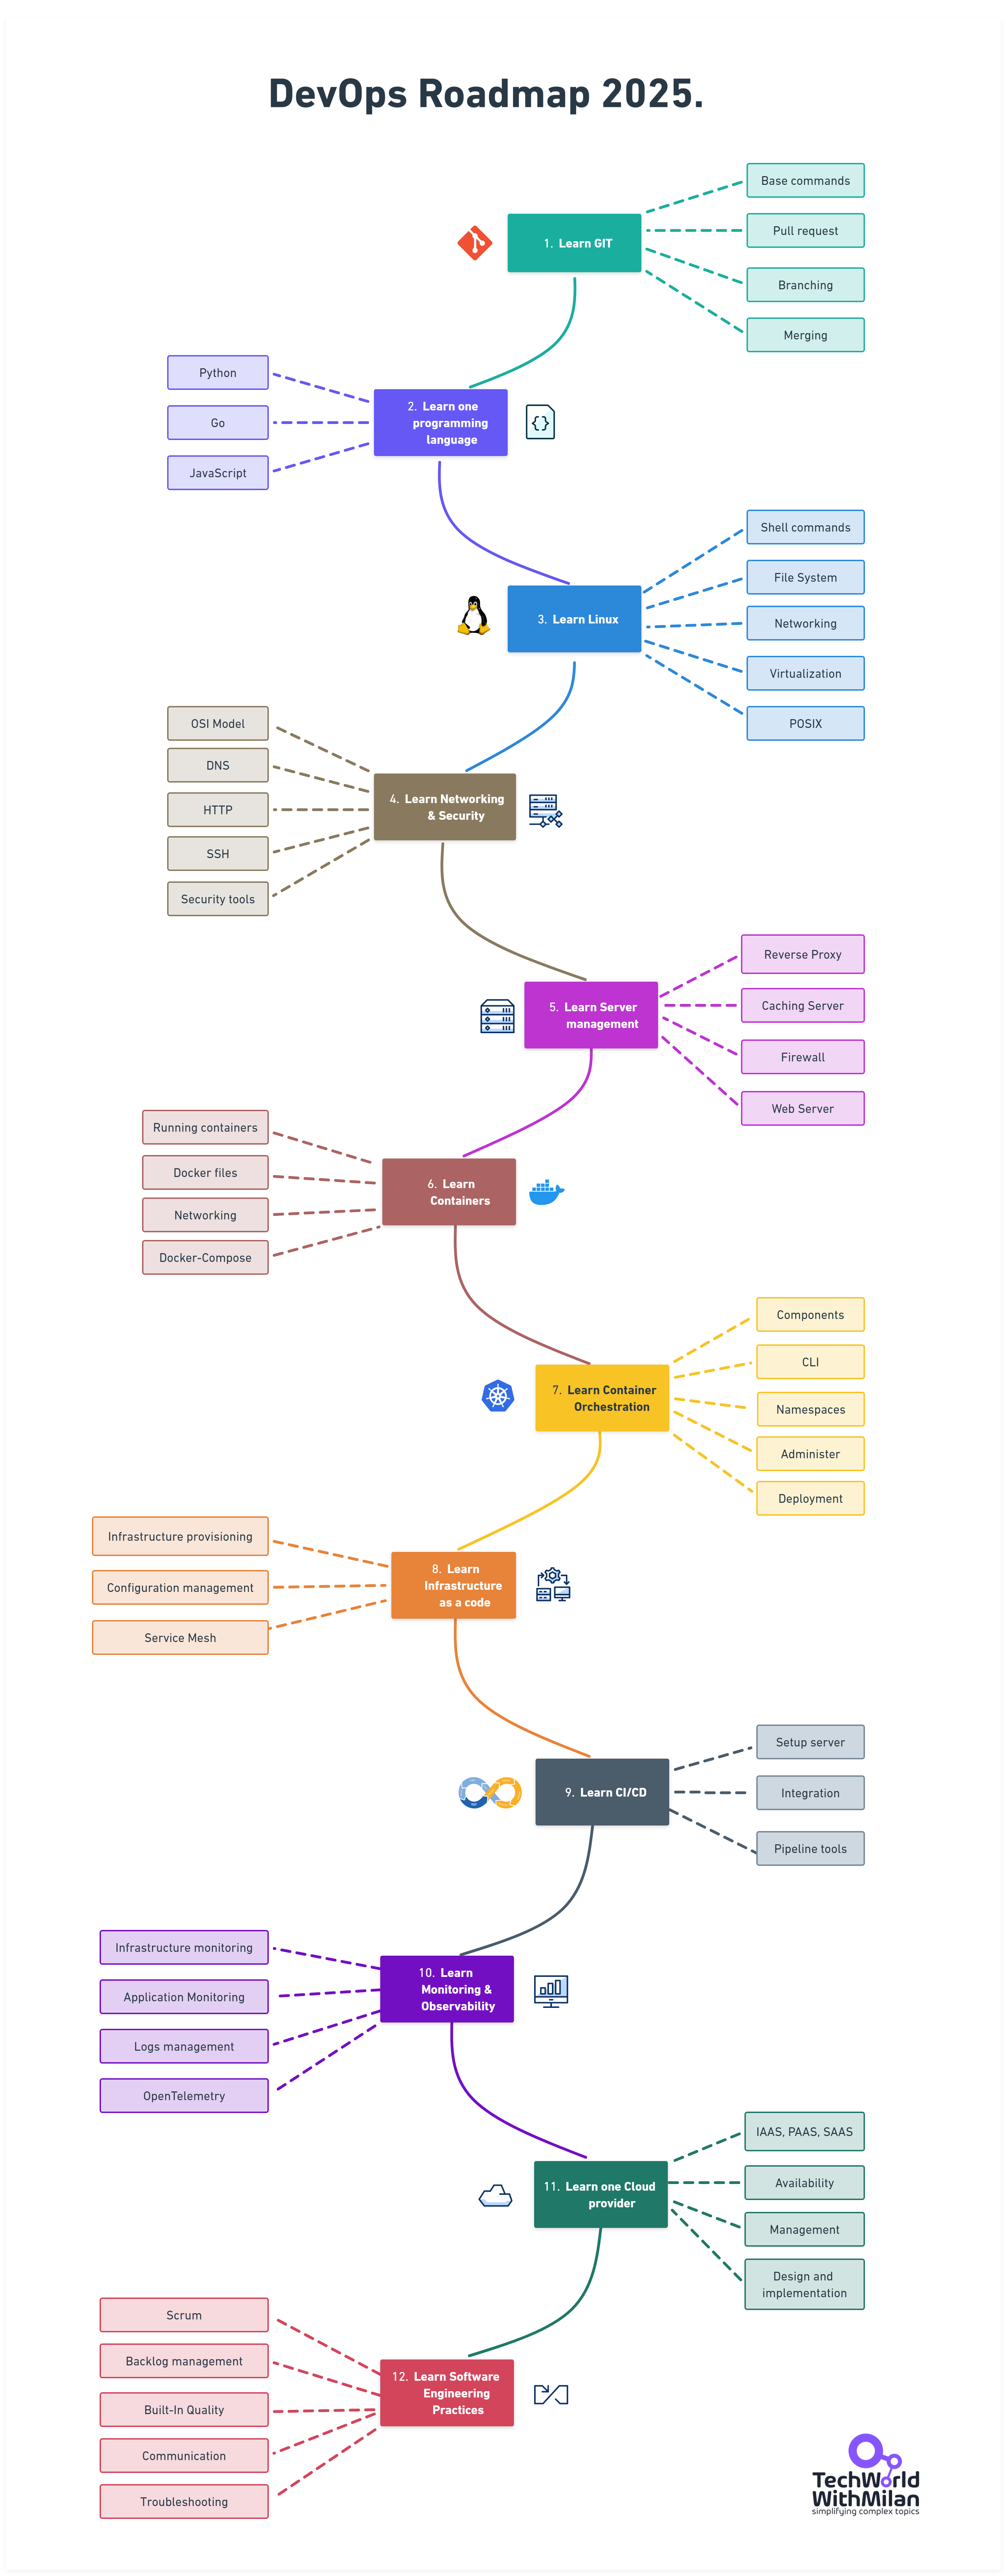 DevOps Roadmap 2025.
Base commands
1. Learn GIT
Pull request
Branching
Merging
Python
2. Learn one
programming
language
Go
JavaScript
Shell commands
File System
3. Learn Linux
Networking
Virtualization
POSIX
OSI Model
DNS
4. Learn Networking
& Security
HTTP
SSH
Security tools
Reverse Proxy
5. Learn Server
management
Caching Server
Firewall
Web Server
Running containers
Docker files
6. Learn
Containers
Networking
Docker-Compose
Components
CLI
7. Learn Container
Orchestration
Namespaces
Administer
Deployment
Infrastructure provisioning
8. Learn
Infrastructure
as a code
Configuration management
Service Mesh
Setup server
9. Learn CI/CD
Integration
Pipeline tools
Infrastructure monitoring
10. Learn
Monitoring &
Observability
Application Monitoring
Logs management
OpenTelemetry
IAAS, PAAS, SAAS
11. Learn one Cloud
provider
Availability
Management
Design and
implementation
Scrum
Backlog management
12. Learn Software
Engineering
Practices
Built-In Quality
Communication
Troubleshooting
TechWorld
WithMilan
simplifying complex topics